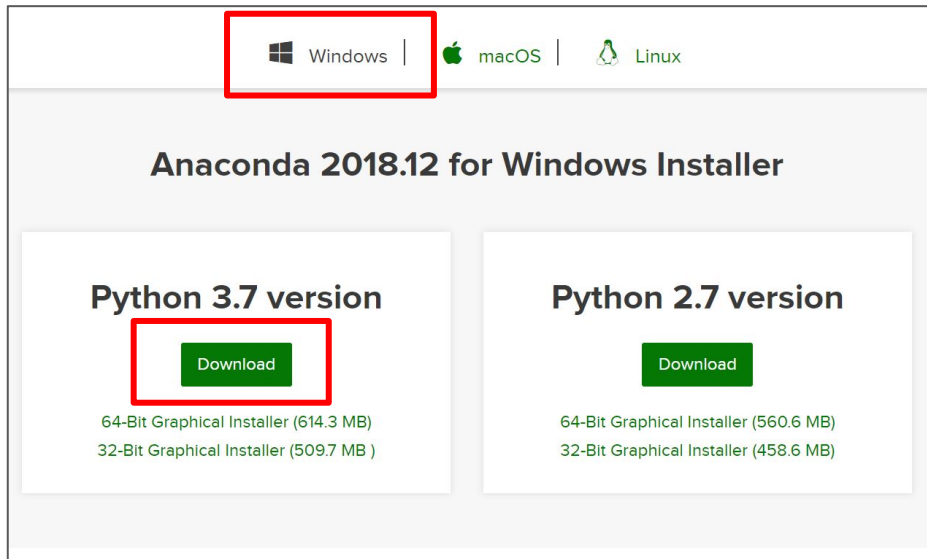 Windows | macOS | Linux
Anaconda 2018.12 for Windows Installer
Python 3.7 version
Download
64-Bit Graphical Installer (614.3 MB)
32-Bit Graphical Installer (509.7 MB )
Python 2.7 version
Download
64-Bit Graphical Installer (560.6 MB)
32-Bit Graphical Installer (458.6 MB)